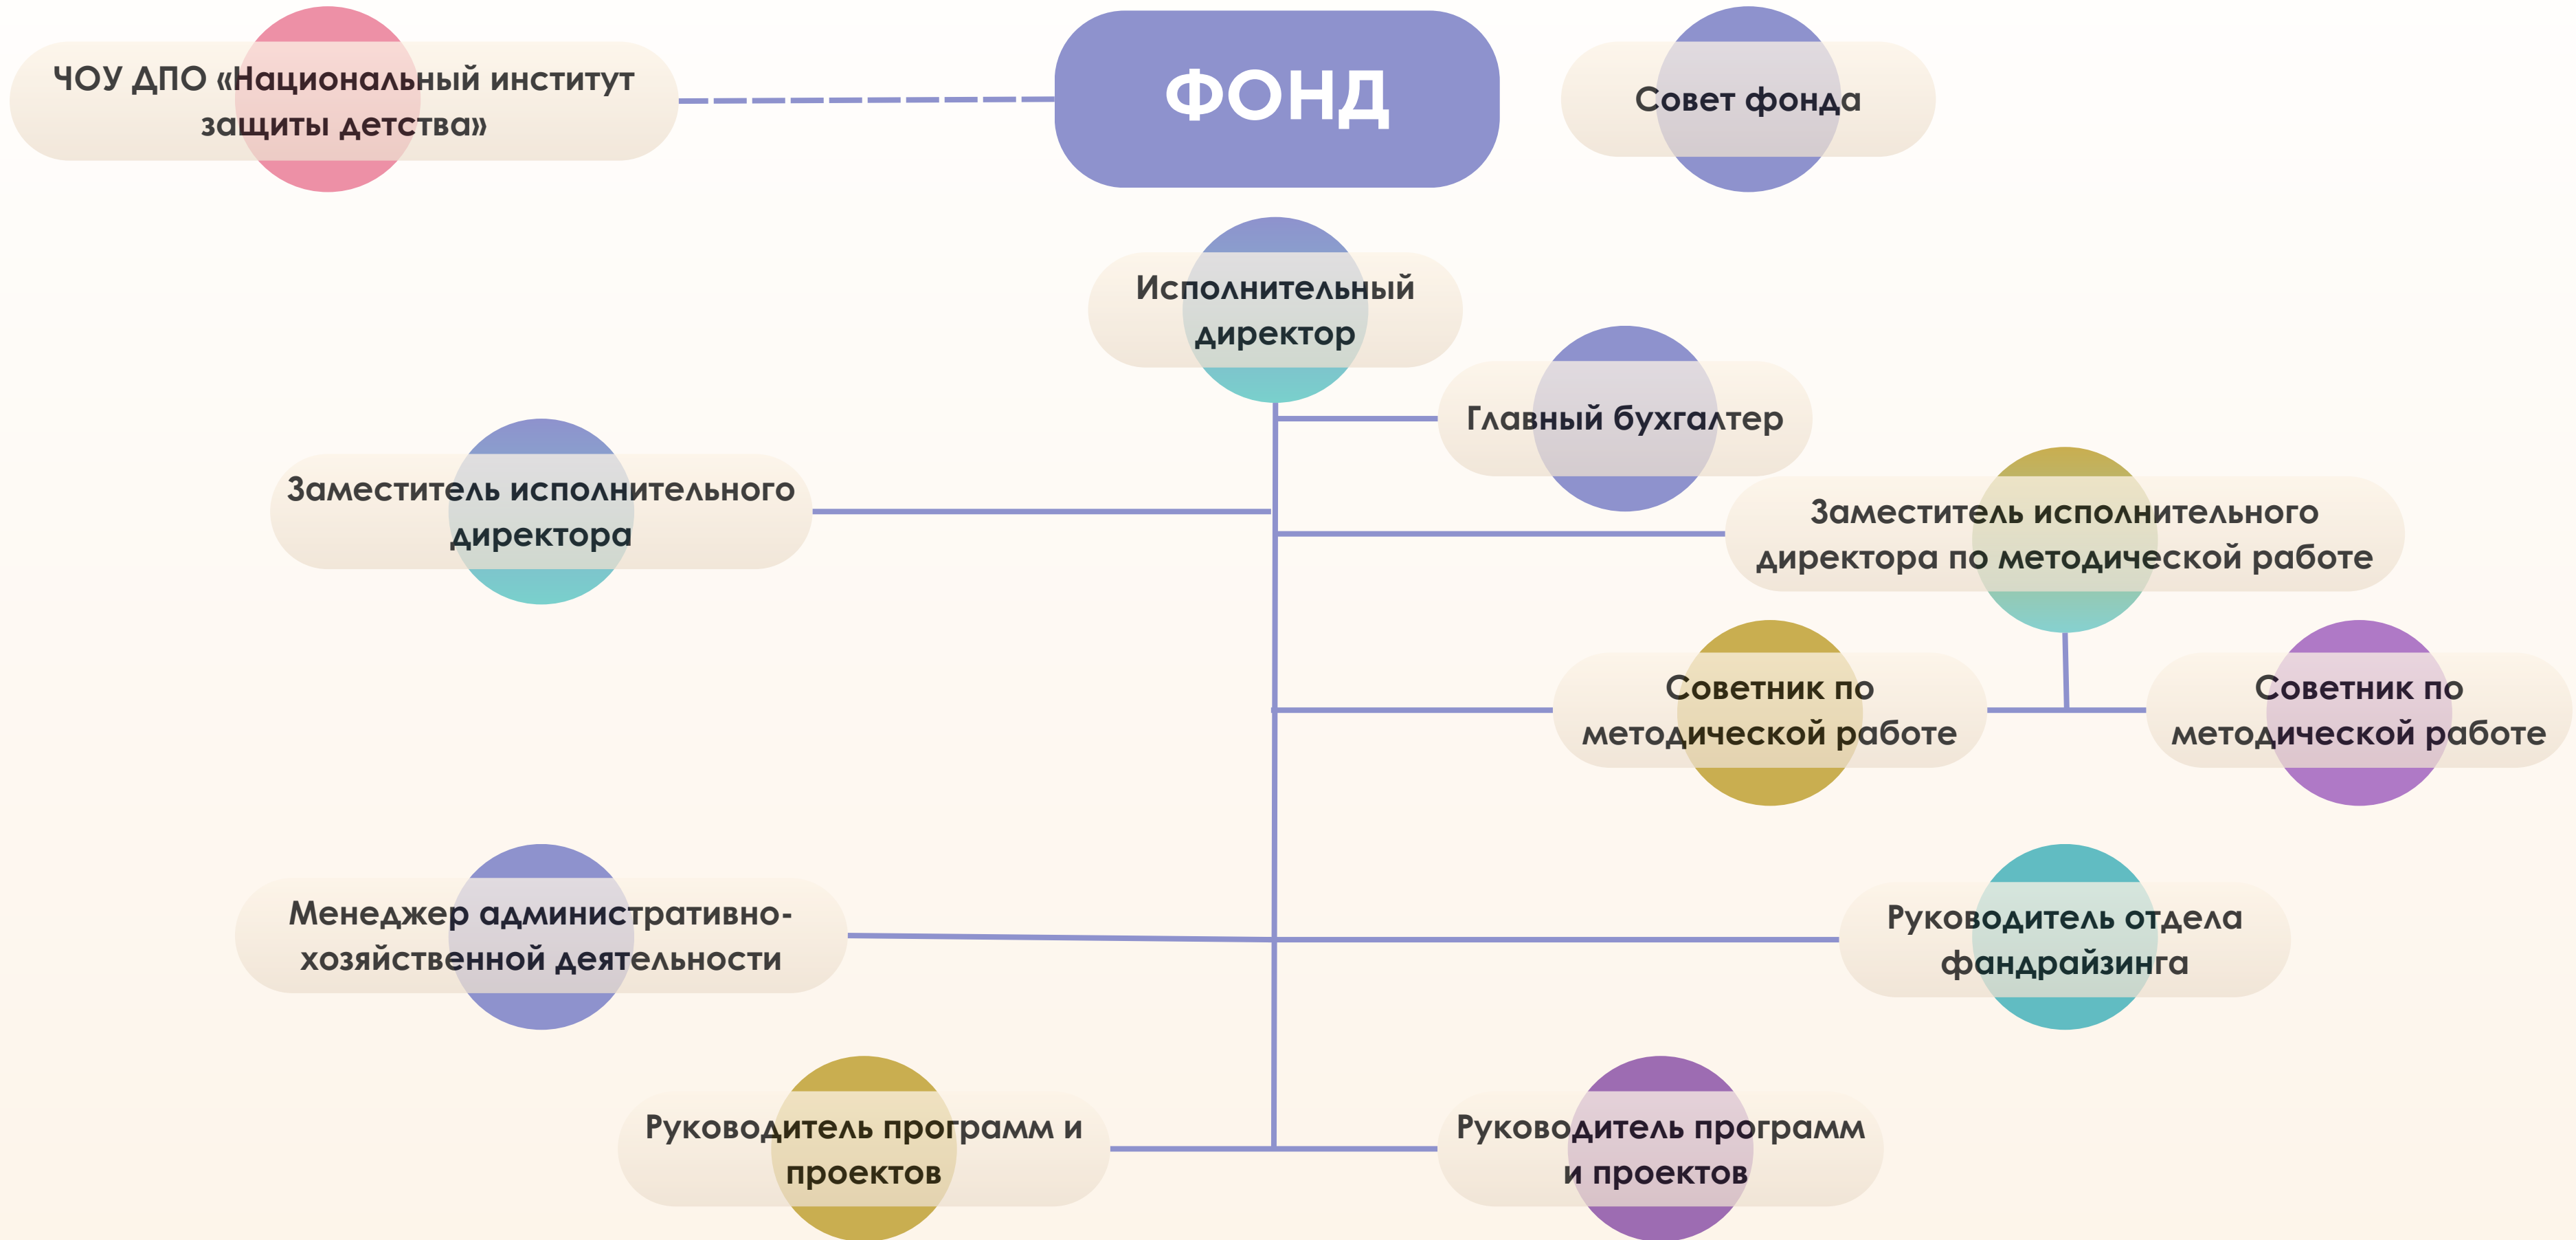 ЧОУ ДПО «Национальный институт
защиты детства»
ФОНД
Совет фонда
Исполнительный
директор
Главный бухгалтер
Заместитель исполнительного
директора
Заместитель исполнительного
директора по методической работе
Советник по
методической работе
Советник по
методической работе
Менеджер административно-
хозяйственной деятельности
Руководитель отдела
фандрайзинга
Руководитель программ и
проектов
Руководитель программ
и проектов